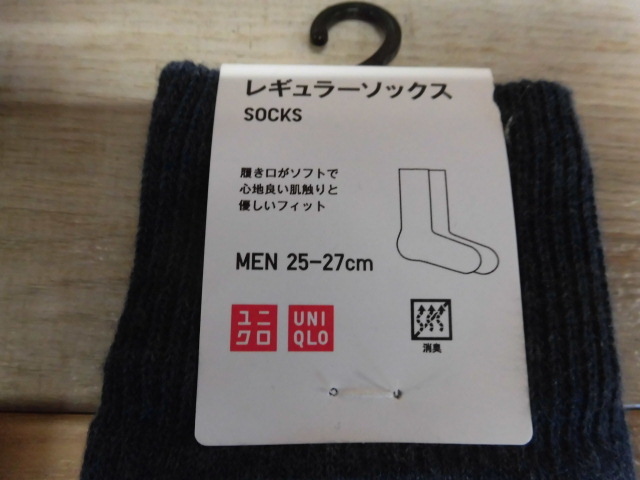 レギュラーソックス
SOCKS
履き口がソフトで
心地良い肌触りと
優しいフィット
MEN 25-27cm
ユニ
クロ
UNI
QLO
消臭